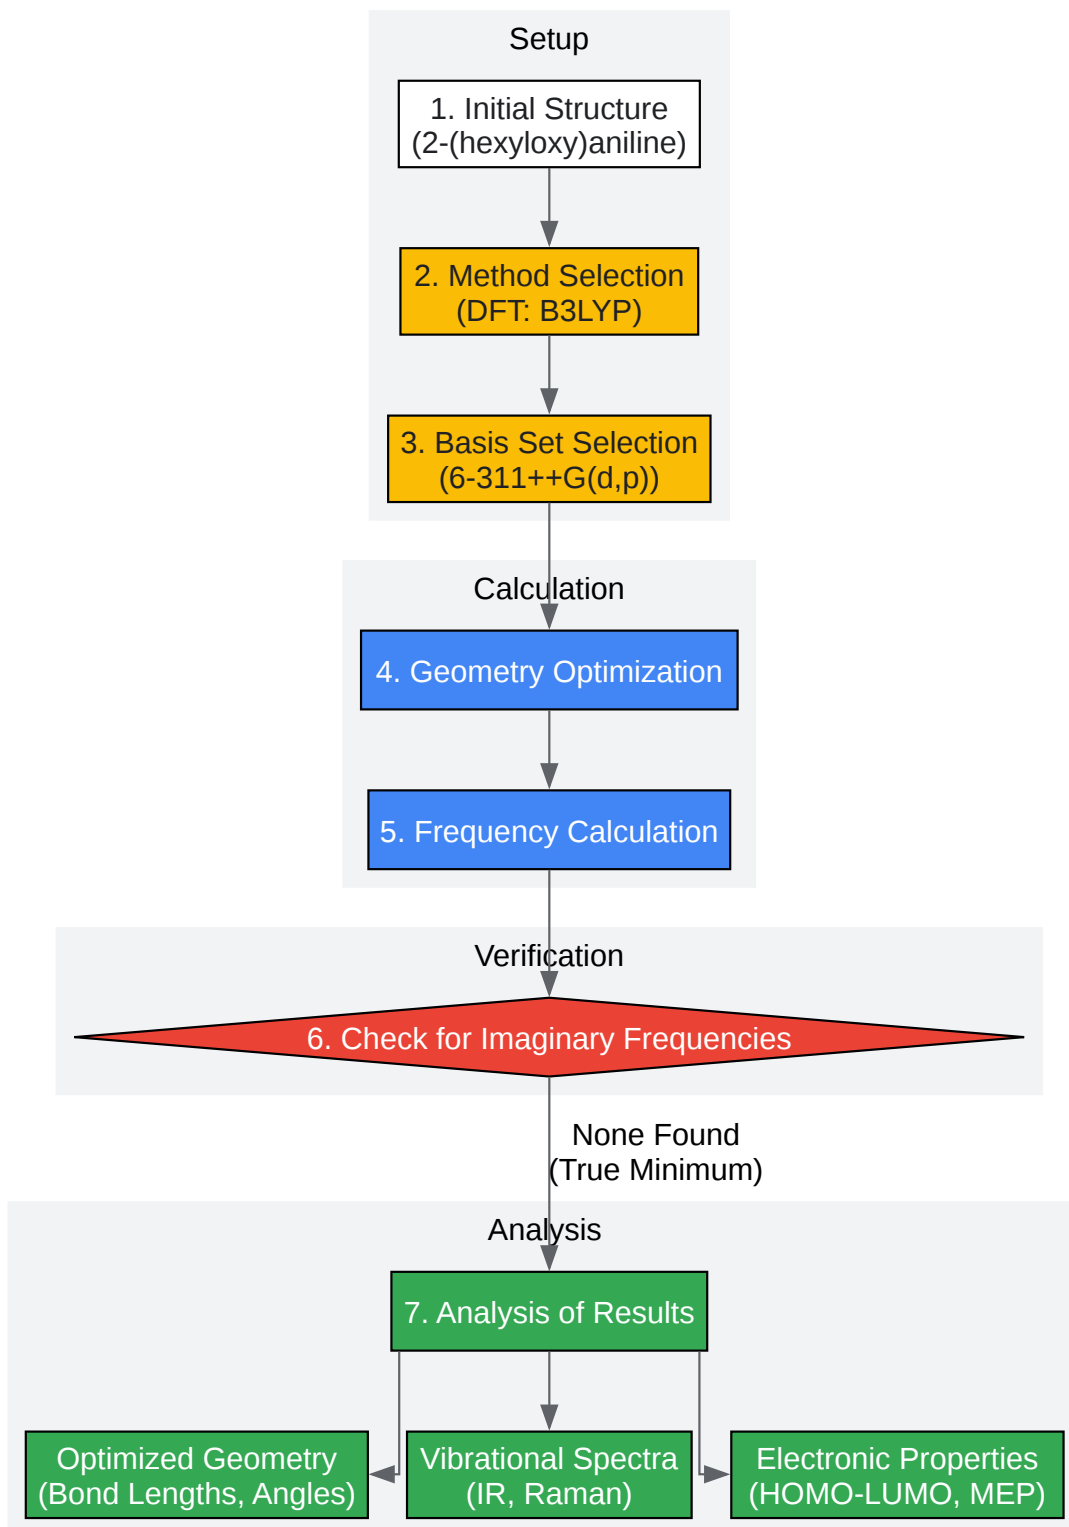 Setup
1. Initial Structure
(2-(hexyloxy)aniline)
2. Method Selection
(DFT: B3LYP)
3. Basis Set Selection
(6-311++G(d,p))
Calculation
4. Geometry Optimization
5. Frequency Calculation
Verification
6. Check for Imaginary Frequencies
None Found
(True Minimum)
Analysis
7. Analysis of Results
Optimized Geometry
(Bond Lengths, Angles)
Vibrational Spectra
(IR, Raman)
Electronic Properties
(HOMO-LUMO, MEP)